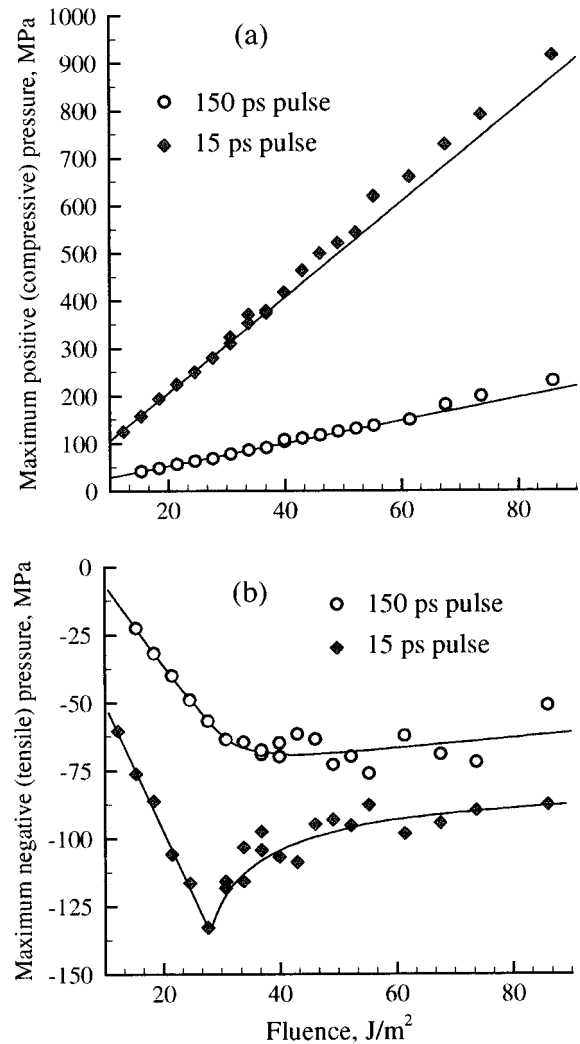 (a)
Maximum positive (compressive) pressure, MPa
1000
900
800
700
600
500
400
300
200
100
0
150 ps pulse
15 ps pulse
20
40
60
80
(b)
Maximum negative (tensile) pressure, MPa
0
-25
-50
-75
-100
-125
-150
150 ps pulse
15 ps pulse
20
40
60
80
Fluence, J/m²